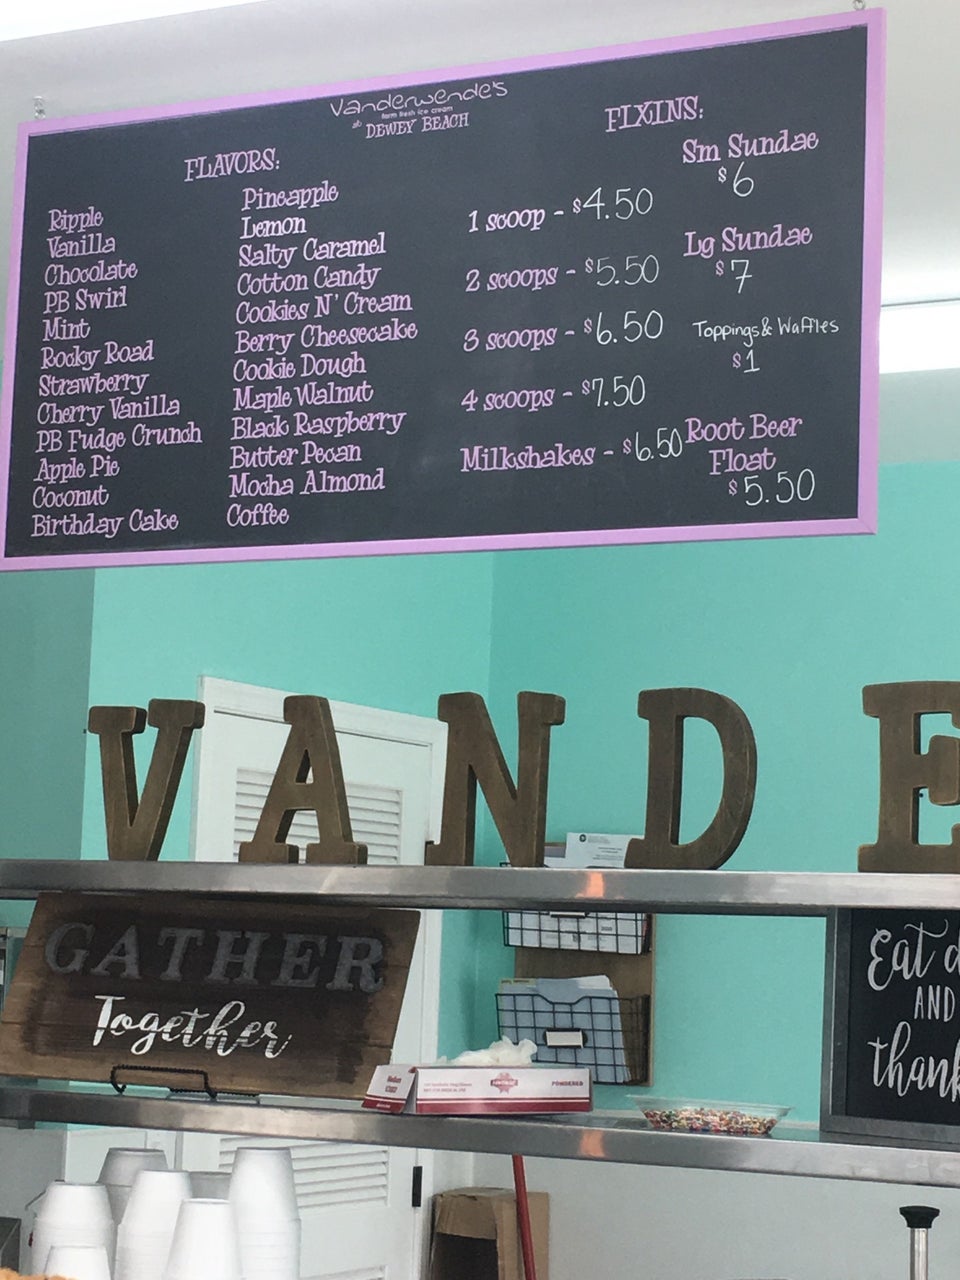 Vanderwende's
farm fresh ice cream
at DEWEY BEACH
FLAVORS:
Ripple
Vanilla
Chocolate
PB Swirl
Mint
Rocky Road
Strawberry
Cherry Vanilla
PB Fudge Crunch
Apple Pie
Coconut
Birthday Cake
Pineapple
Lemon
Salty Caramel
Cotton Candy
Cookies N' Cream
Berry Cheesecake
Cookie Dough
Maple Walnut
Black Raspberry
Butter Pecan
Mocha Almond
Coffee
FIXINS:
1 scoop - $4.50
2 scoops - $5.50
3 scoops - $6.50
4 scoops - $7.50
Milkshakes - $6.50
Sm Sundae
$6
Lg Sundae
$7
Toppings & Waffles
$1
Root Beer
Float
$5.50
VANDE
GATHER
Together
Eat
AND
thank
POWDERED